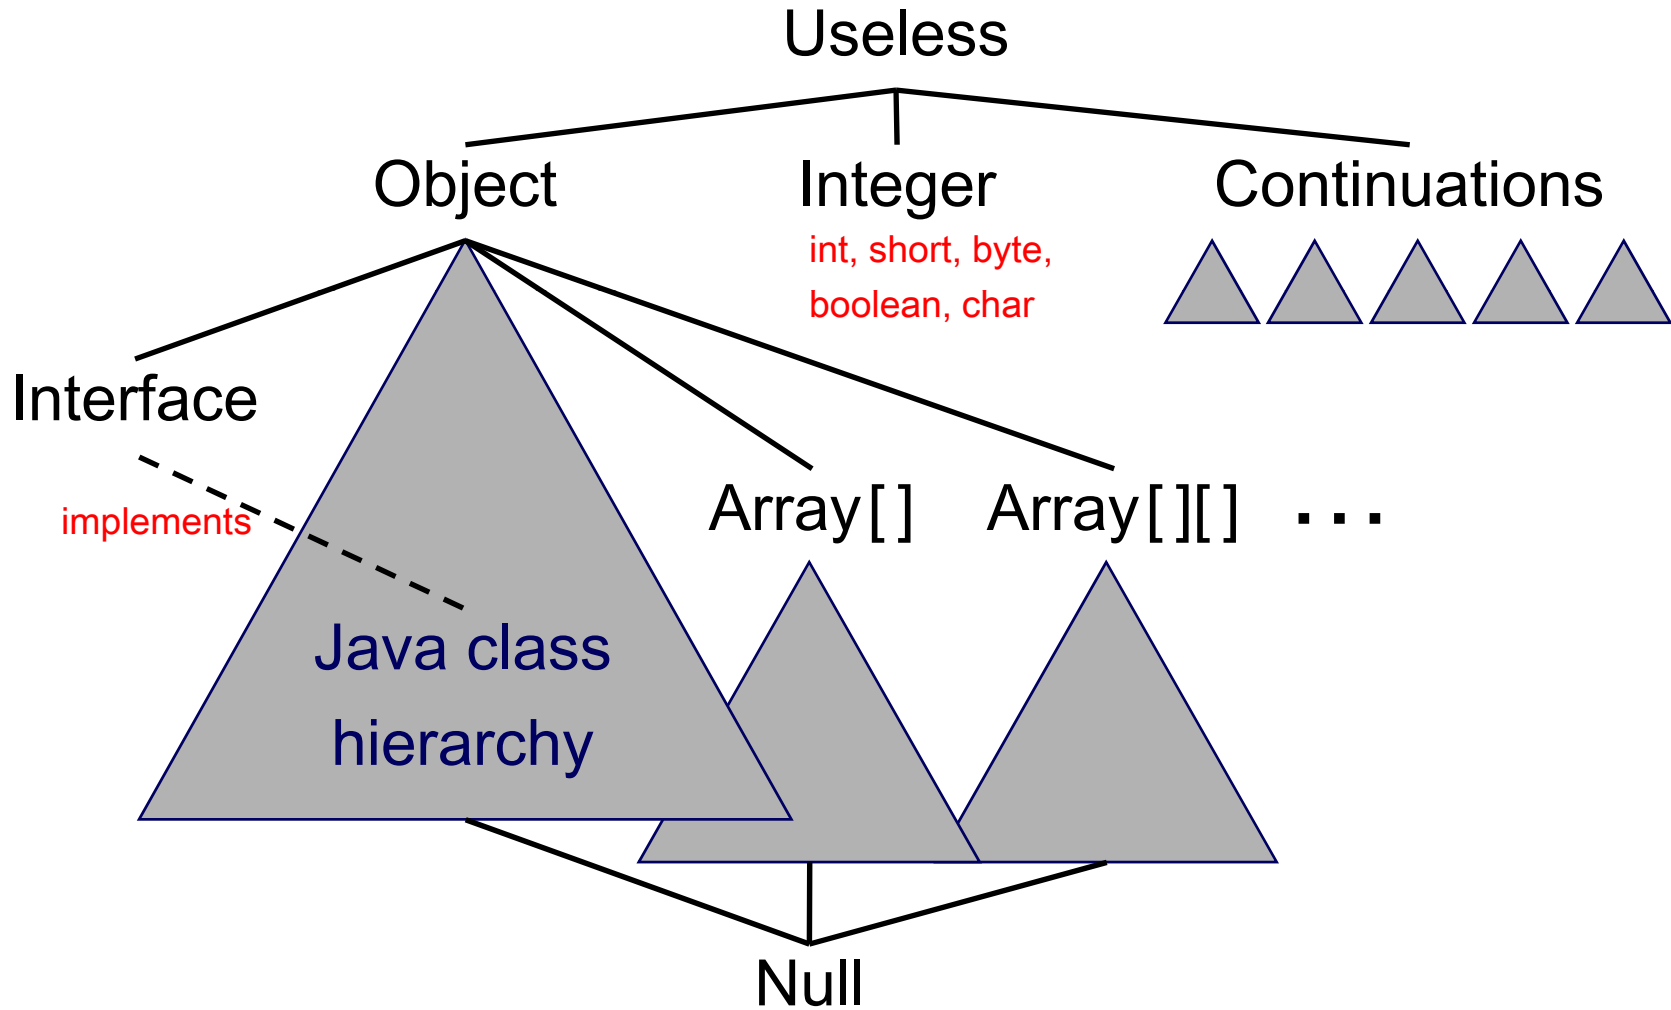 Useless
Object
Integer
Continuations
int, short, byte,
boolean, char
Interface
implements
Array[]
Array[][]
...
Java class
hierarchy
Null